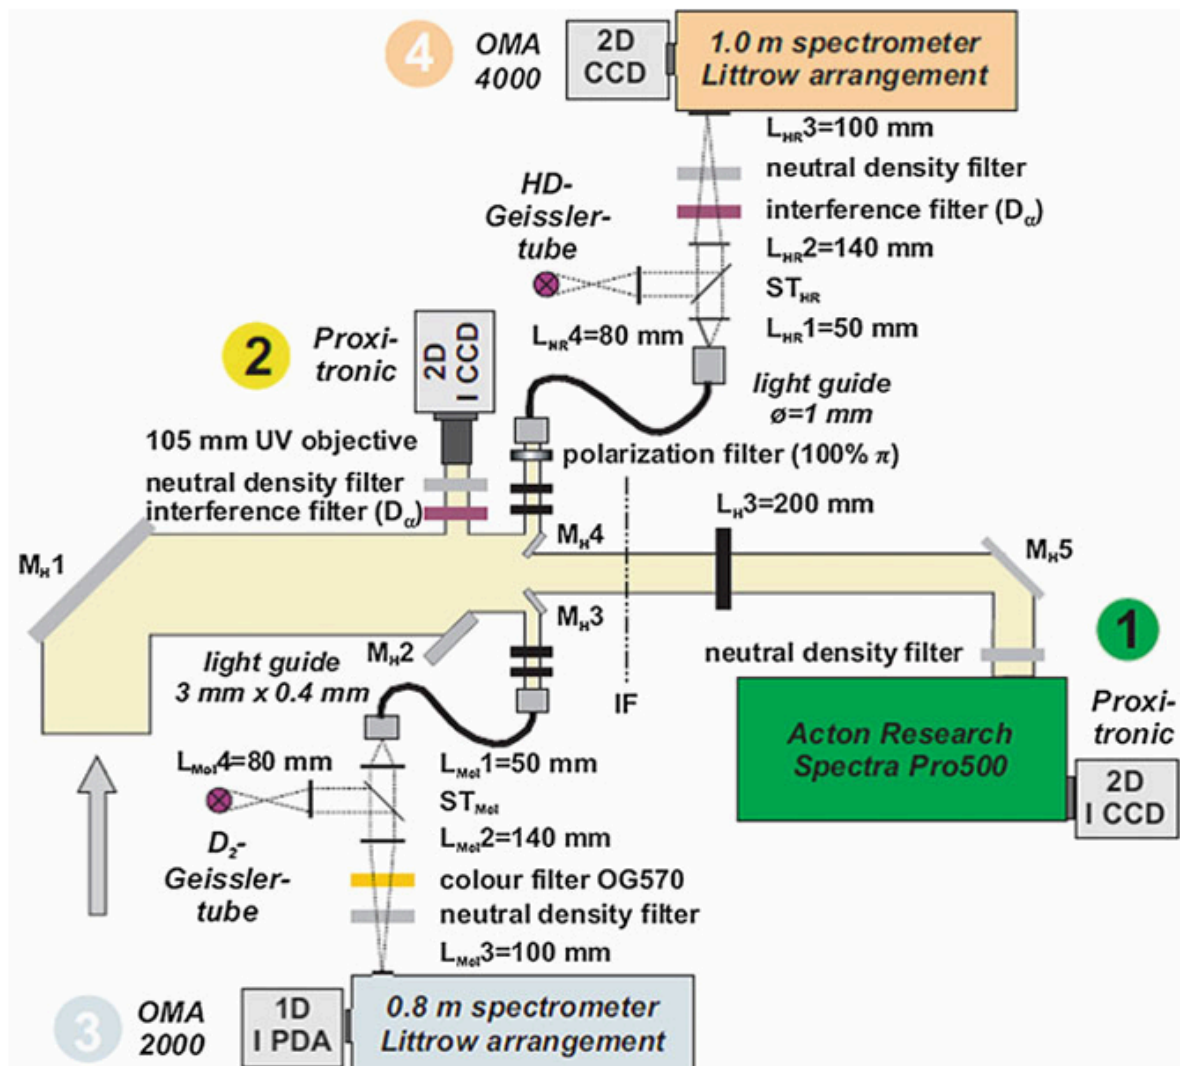 4
OMA
4000
2D
CCD
1.0 m spectrometer
Littrow arrangement
L_HR3=100 mm
neutral density filter
interference filter (Dα)
L_HR2=140 mm
ST_HR
L_HR1=50 mm
HD-
Geissler-
tube
L_HR4=80 mm
light guide
ø=1 mm
2
Proxi-
tronic
2D
I CCD
105 mm UV objective
neutral density filter
interference filter (Dα)
polarization filter (100% π)
L_H3=200 mm
M_H1
M_H4
M_H5
M_H3
M_H2
IF
1
neutral density filter
Proxi-
tronic
Acton Research
Spectra Pro500
2D
I CCD
light guide
3 mm x 0.4 mm
L_Mol4=80 mm
L_Mol1=50 mm
ST_Mol
L_Mol2=140 mm
D₂-
Geissler-
tube
colour filter OG570
neutral density filter
L_Mol3=100 mm
3
OMA
2000
1D
I PDA
0.8 m spectrometer
Littrow arrangement